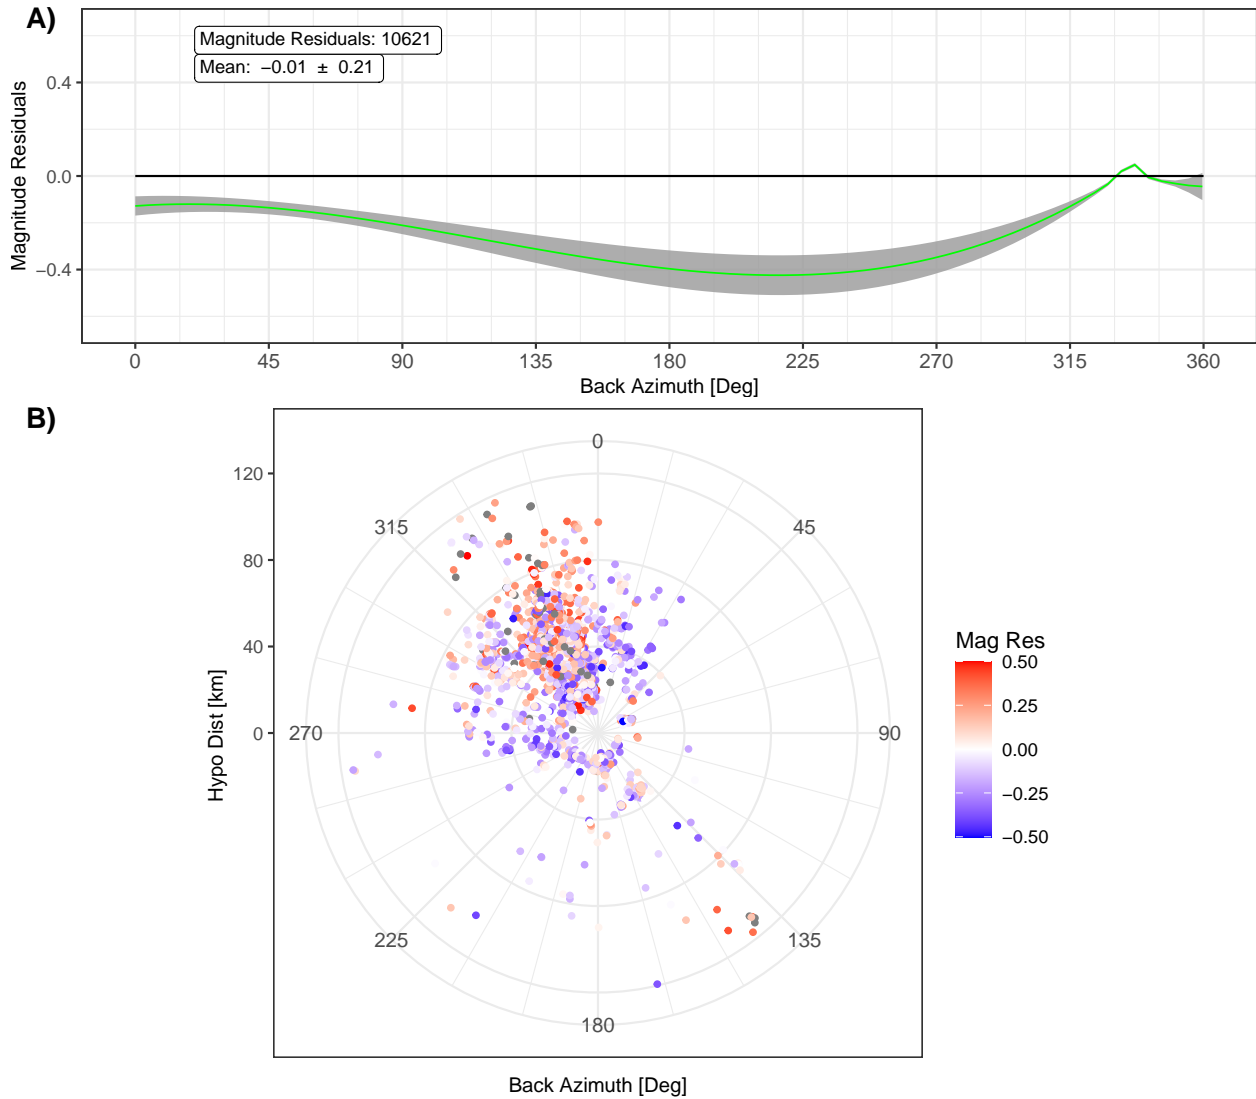 A)
Magnitude Residuals: 10621
Mean: −0.01 ± 0.21
Magnitude Residuals
0.4
0.0
−0.4
0 45 90 135 180 225 270 315 360
Back Azimuth [Deg]
B)
Hypo Dist [km]
120
80
40
0
0
45
90
135
180
225
270
315
Back Azimuth [Deg]
Mag Res
0.50
0.25
0.00
−0.25
−0.50